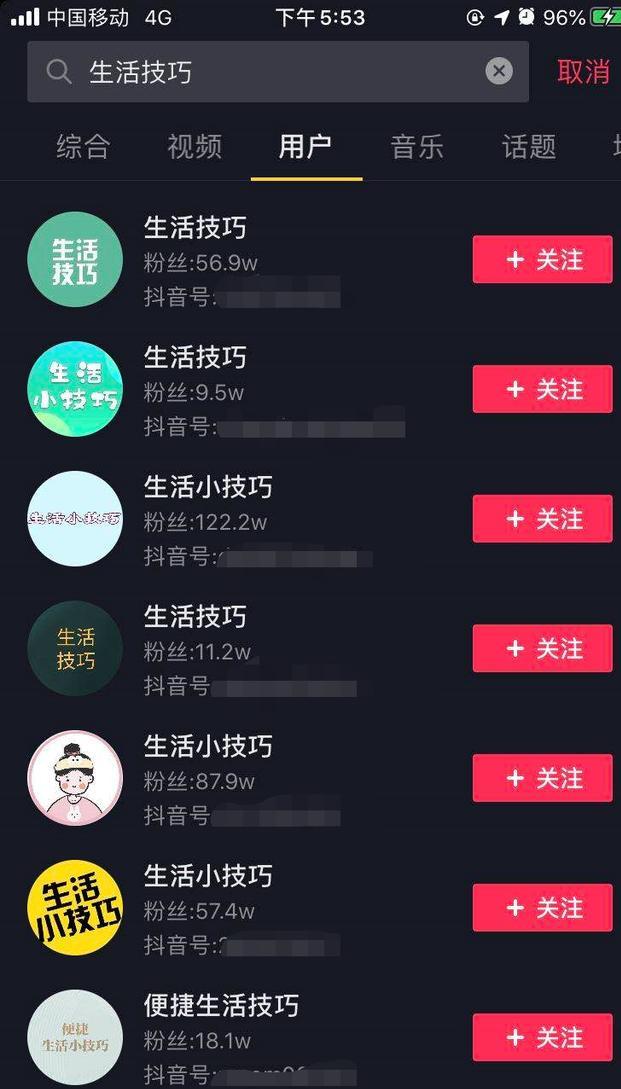 中国移动 4G 下午5:53 96%
生活技巧 取消
综合 视频 用户 音乐 话题
生活技巧
生活
技巧
粉丝:56.9w
+ 关注
抖音号:
生活技巧
生活
小技巧
粉丝:9.5w
+ 关注
抖音号:
生活小技巧
生活小技巧
粉丝:122.2w
+ 关注
抖音号:
生活技巧
生活
技巧
粉丝:11.2w
+ 关注
抖音号
生活小技巧
粉丝:87.9w
+ 关注
抖音号
生活小技巧
生活
小技巧
粉丝:57.4w
+ 关注
抖音号:
便捷生活技巧
便捷
生活小技巧
粉丝:18.1w
+ 关注
抖音号: